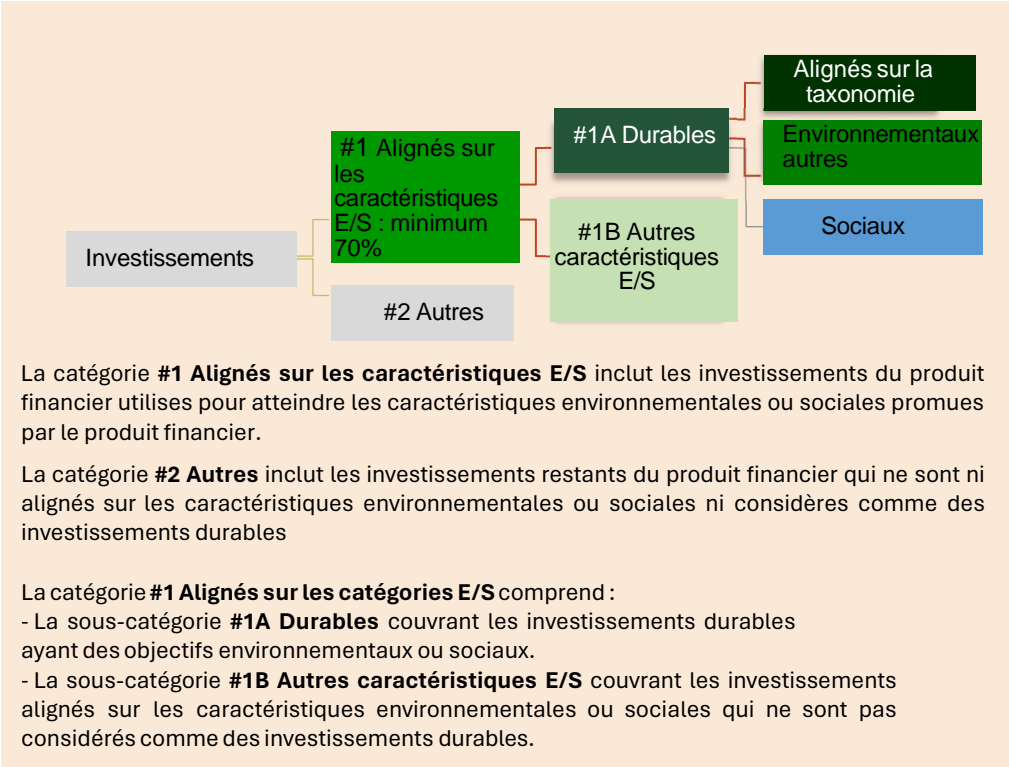 Alignés sur la
taxonomie
#1A Durables
Environnementaux
autres
#1 Alignés sur
les
caractéristiques
E/S : minimum
70%
Sociaux
#1B Autres
caractéristiques
E/S
Investissements
#2 Autres
La catégorie #1 Alignés sur les caractéristiques E/S inclut les investissements du produit
financier utilises pour atteindre les caractéristiques environnementales ou sociales promues
par le produit financier.
La catégorie #2 Autres inclut les investissements restants du produit financier qui ne sont ni
alignés sur les caractéristiques environnementales ou sociales ni considères comme des
investissements durables
La catégorie #1 Alignés sur les catégories E/S comprend :
- La sous-catégorie #1A Durables couvrant les investissements durables
ayant des objectifs environnementaux ou sociaux.
- La sous-catégorie #1B Autres caractéristiques E/S couvrant les investissements
alignés sur les caractéristiques environnementales ou sociales qui ne sont pas
considérés comme des investissements durables.